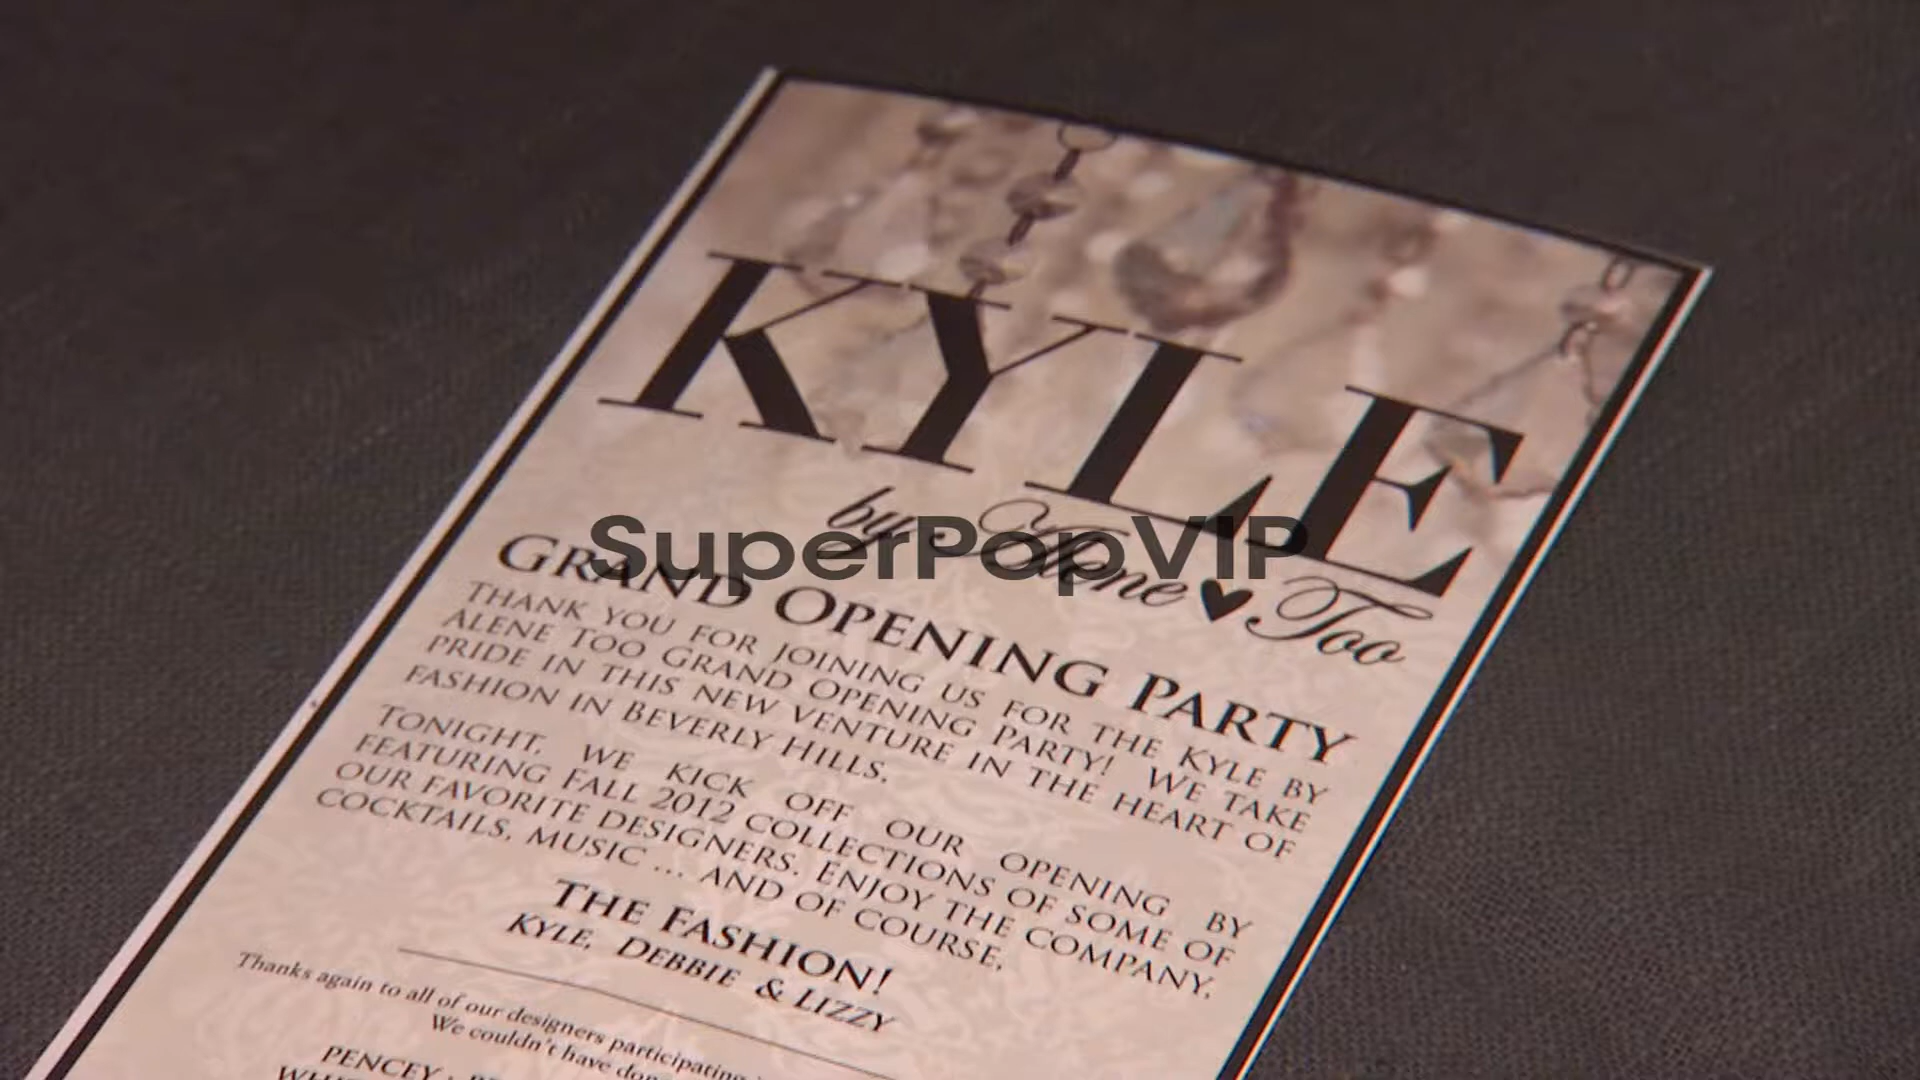 KYLE
by Alene ♥ Too
SuperPopVIP
GRAND OPENING PARTY
THANK YOU FOR JOINING US FOR THE KYLE BY
ALENE TOO GRAND OPENING PARTY! WE TAKE
PRIDE IN THIS NEW VENTURE IN THE HEART OF
FASHION IN BEVERLY HILLS.
TONIGHT, WE KICK OFF OUR OPENING BY
FEATURING FALL 2012 COLLECTIONS OF SOME OF
OUR FAVORITE DESIGNERS. ENJOY THE COMPANY,
COCKTAILS, MUSIC ... AND OF COURSE,
THE FASHION!
KYLE, DEBBIE & LIZZY
Thanks again to all of our designers participating
We couldn't have
PENCEY